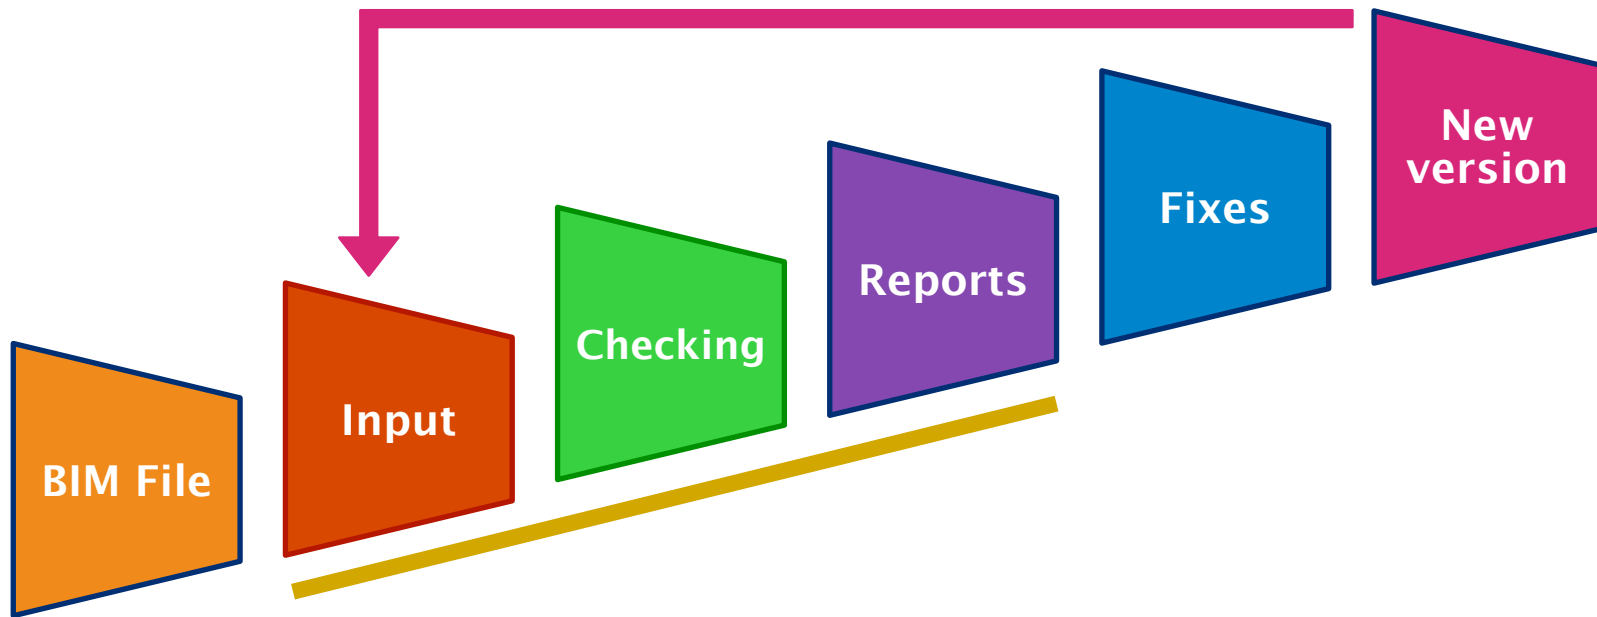 BIM File
Input
Checking
Reports
Fixes
New
version